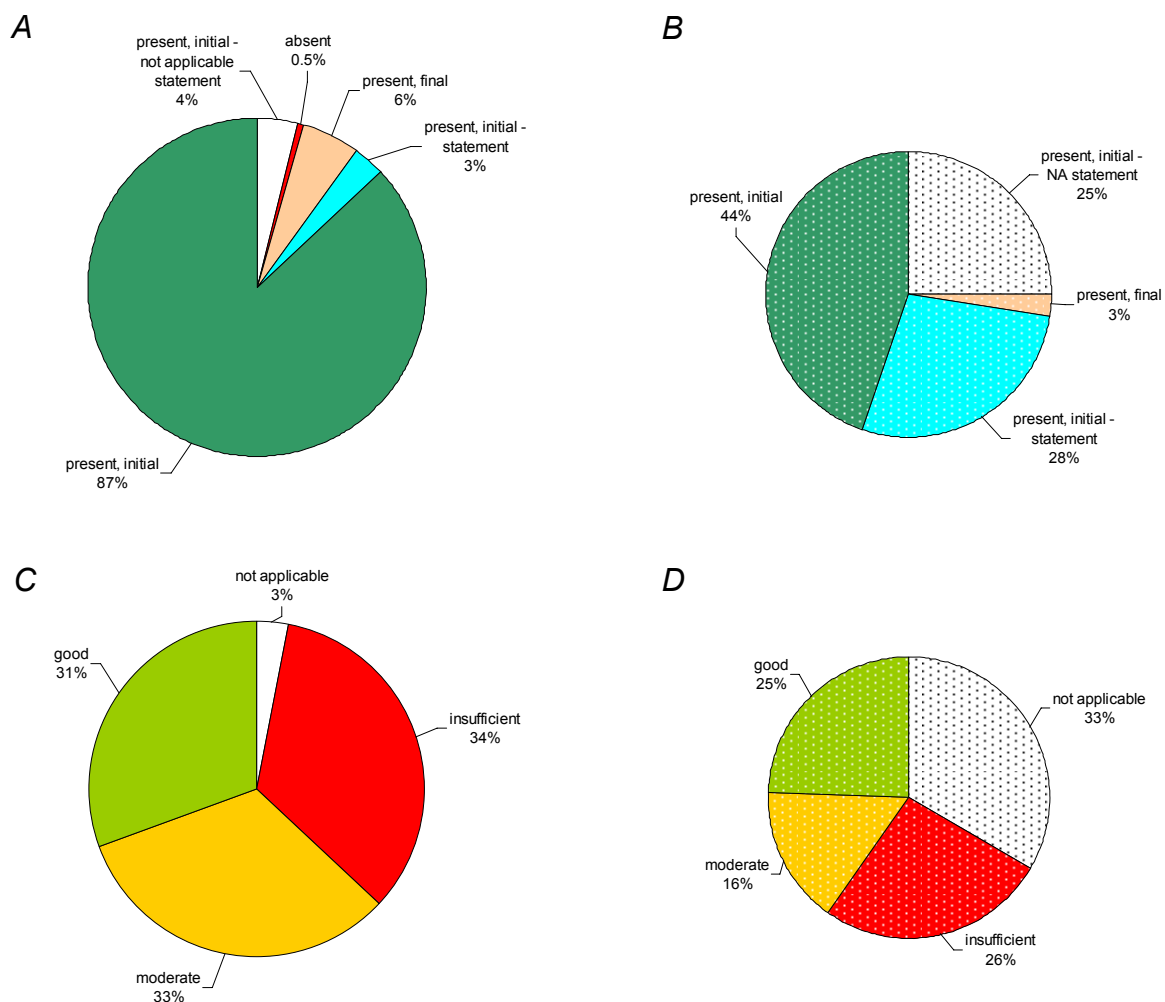 A
present, initial -
not applicable
statement
4%
absent
0.5%
present, final
6%
present, initial -
statement
3%
present, initial
87%
B
present, initial -
NA statement
25%
present, initial
44%
present, final
3%
present, initial -
statement
28%
C
not applicable
3%
good
31%
insufficient
34%
moderate
33%
D
good
25%
not applicable
33%
moderate
16%
insufficient
26%